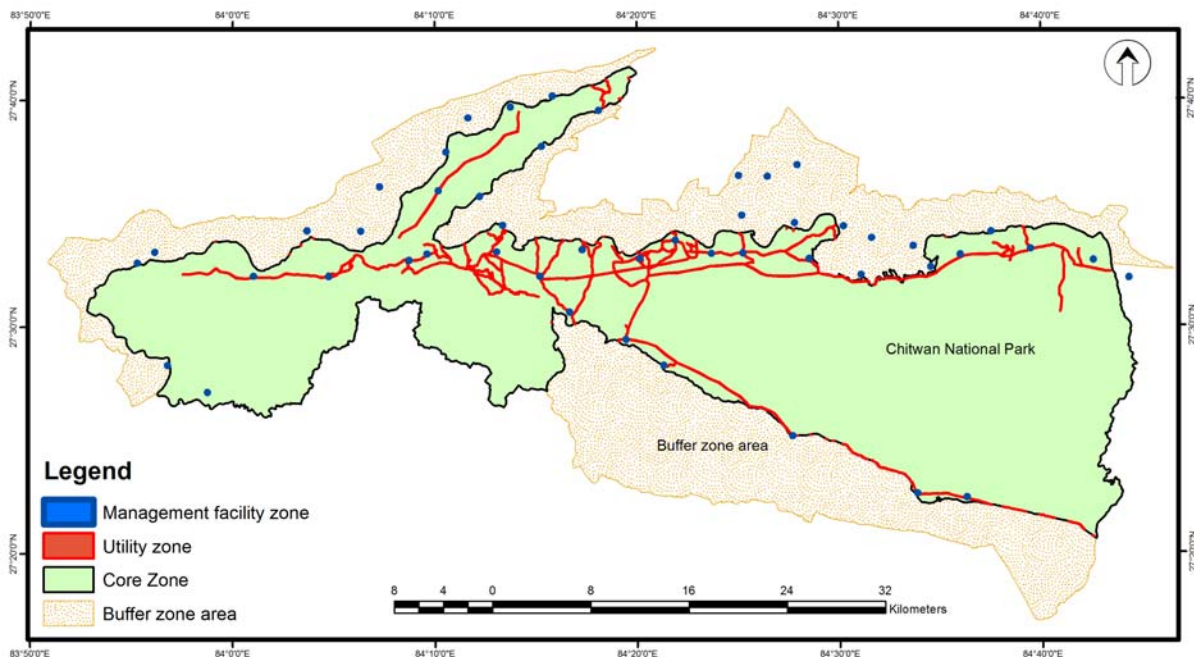 83°50'0"E 84°0'0"E 84°10'0"E 84°20'0"E 84°30'0"E 84°40'0"E
27°40'0"N
27°40'0"N
27°30'0"N
27°30'0"N
Chitwan National Park
Buffer zone area
Legend
Management facility zone
Utility zone
Core Zone
Buffer zone area
27°20'0"N
27°20'0"N
8 4 0 8 16 24 32
Kilometers
83°50'0"E 84°0'0"E 84°10'0"E 84°20'0"E 84°30'0"E 84°40'0"E